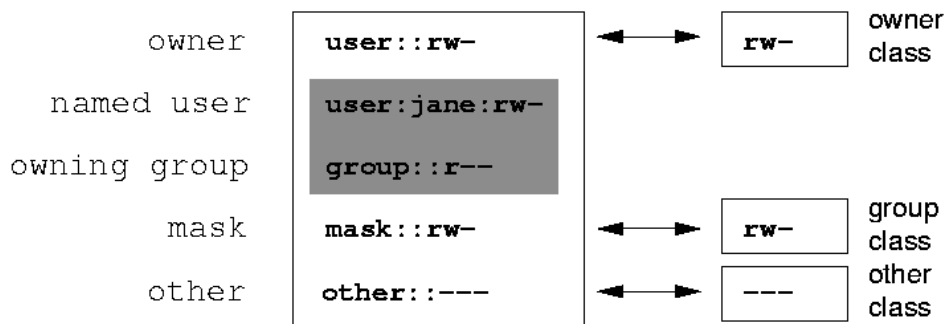 owner user::rw- rw- owner class
named user user:jane:rw-
owning group group::r--
mask mask::rw- rw- group class
other other::--- --- other class